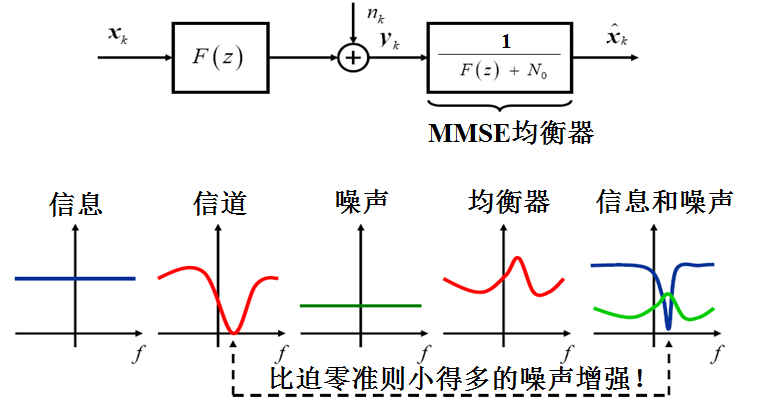 x_k
F(z)
n_k
+
y_k
1
F(z) + N_0
x̂_k
MMSE均衡器
信息
信道
噪声
均衡器
信息和噪声
f
f
f
f
f
比迫零准则小得多的噪声增强！